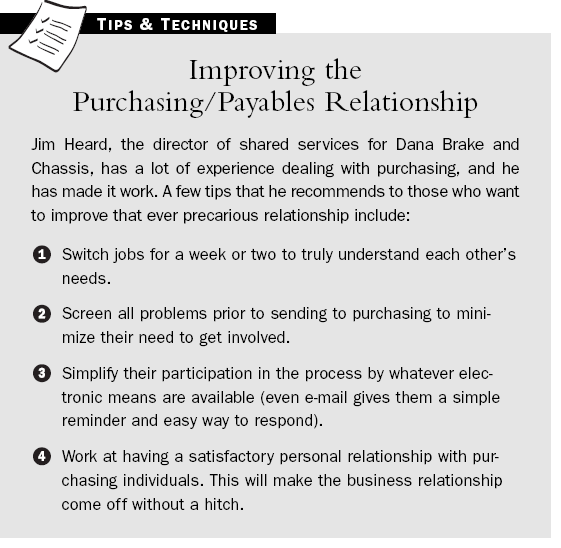 TIPS & TECHNIQUES
Improving the
Purchasing/Payables Relationship
Jim Heard, the director of shared services for Dana Brake and
Chassis, has a lot of experience dealing with purchasing, and he
has made it work. A few tips that he recommends to those who want
to improve that ever precarious relationship include:
1 Switch jobs for a week or two to truly understand each other's
needs.
2 Screen all problems prior to sending to purchasing to mini-
mize their need to get involved.
3 Simplify their participation in the process by whatever elec-
tronic means are available (even e-mail gives them a simple
reminder and easy way to respond).
4 Work at having a satisfactory personal relationship with pur-
chasing individuals. This will make the business relationship
come off without a hitch.